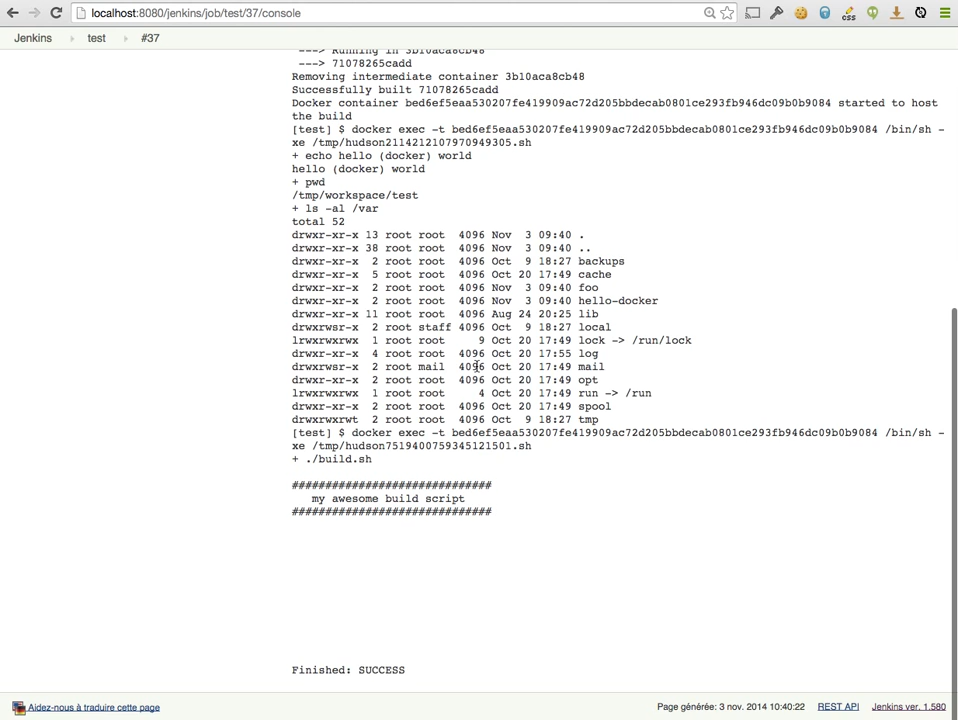 localhost:8080/jenkins/job/test/37/console
Jenkins test #37
---> Running in 3b10aca8cb48
---> 71078265cadd
Removing intermediate container 3b10aca8cb48
Successfully built 71078265cadd
Docker container bed6ef5eaa530207fe419909ac72d205bbdecab0801ce293fb946dc09b0b9084 started to host
the build
[test] $ docker exec -t bed6ef5eaa530207fe419909ac72d205bbdecab0801ce293fb946dc09b0b9084 /bin/sh -
xe /tmp/hudson2114212107970949305.sh
+ echo hello (docker) world
hello (docker) world
+ pwd
/tmp/workspace/test
+ ls -al /var
total 52
drwxr-xr-x 13 root root  4096 Nov  3 09:40 .
drwxr-xr-x 38 root root  4096 Nov  3 09:40 ..
drwxr-xr-x  2 root root  4096 Oct  9 18:27 backups
drwxr-xr-x  5 root root  4096 Oct 20 17:49 cache
drwxr-xr-x  2 root root  4096 Nov  3 09:40 foo
drwxr-xr-x  2 root root  4096 Nov  3 09:40 hello-docker
drwxr-xr-x 11 root root  4096 Aug 24 20:25 lib
drwxrwsr-x  2 root staff 4096 Oct  9 18:27 local
lrwxrwxrwx  1 root root     9 Oct 20 17:49 lock -> /run/lock
drwxr-xr-x  4 root root  4096 Oct 20 17:55 log
drwxrwsr-x  2 root mail  4096 Oct 20 17:49 mail
drwxr-xr-x  2 root root  4096 Oct 20 17:49 opt
lrwxrwxrwx  1 root root     4 Oct 20 17:49 run -> /run
drwxr-xr-x  2 root root  4096 Oct 20 17:49 spool
drwxrwxrwt  2 root root  4096 Oct  9 18:27 tmp
[test] $ docker exec -t bed6ef5eaa530207fe419909ac72d205bbdecab0801ce293fb946dc09b0b9084 /bin/sh -
xe /tmp/hudson7519400759345121501.sh
+ ./build.sh
##############################
my awesome build script
##############################
Finished: SUCCESS
Aidez-nous à traduire cette page Page générée: 3 nov. 2014 10:40:22 REST API Jenkins ver. 1.580